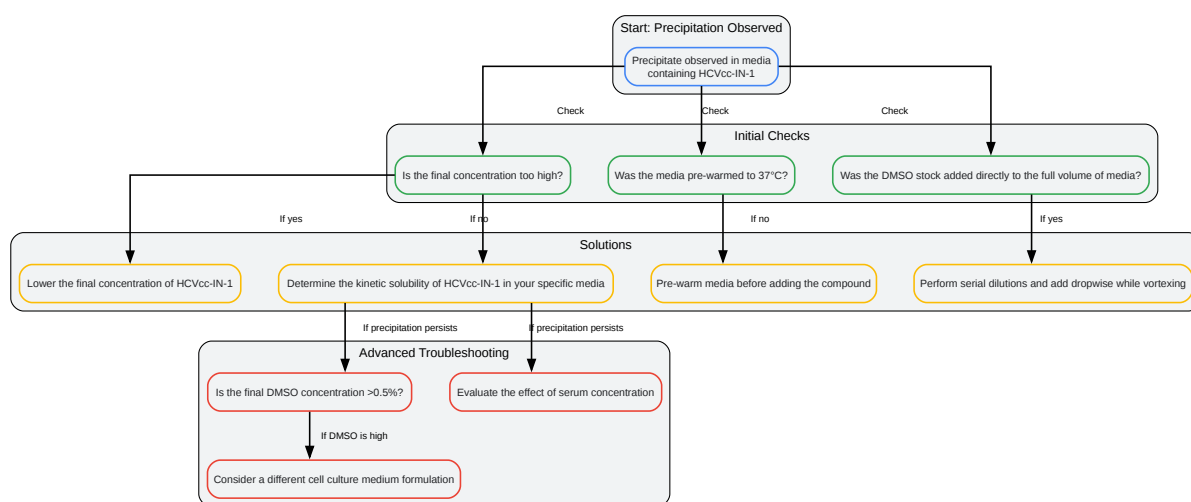 Start: Precipitation Observed
Precipitate observed in media
containing HCVcc-IN-1
Check
Check
Check
Initial Checks
Is the final concentration too high?
Was the media pre-warmed to 37°C?
Was the DMSO stock added directly to the full volume of media?
If yes
If no
If no
If yes
Solutions
Lower the final concentration of HCVcc-IN-1
Determine the kinetic solubility of HCVcc-IN-1 in your specific media
Pre-warm media before adding the compound
Perform serial dilutions and add dropwise while vortexing
If precipitation persists
If precipitation persists
Advanced Troubleshooting
Is the final DMSO concentration >0.5%?
Evaluate the effect of serum concentration
If DMSO is high
Consider a different cell culture medium formulation